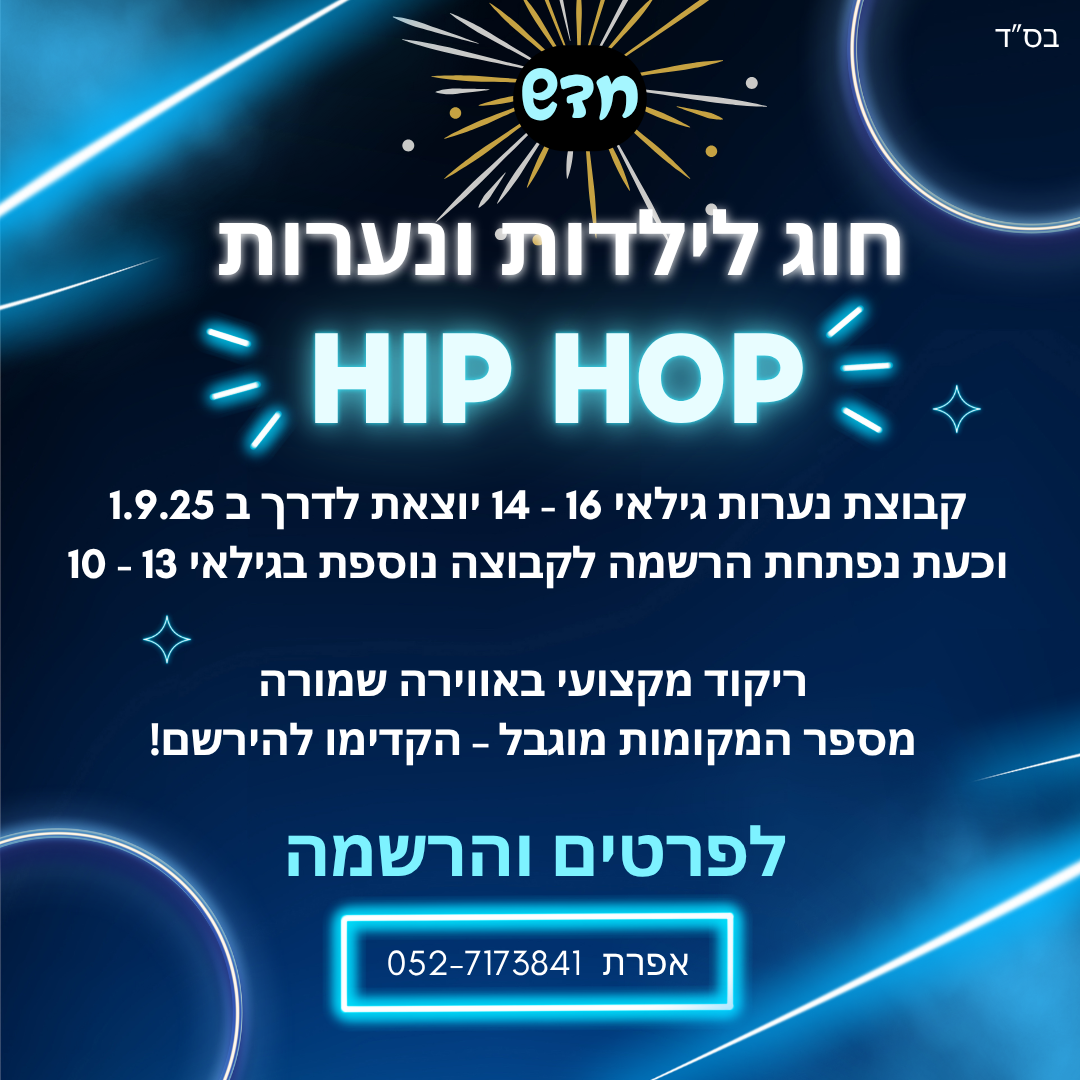 בס"ד
חדש
חוג לילדות ונערות
HIP HOP
קבוצת נערות גילאי 16 - 14 יוצאת לדרך ב 1.9.25
וכעת נפתחת הרשמה לקבוצה נוספת בגילאי 13 - 10
ריקוד מקצועי באווירה שמורה
מספר המקומות מוגבל - הקדימו להירשם!
לפרטים והרשמה
אפרת 052-7173841